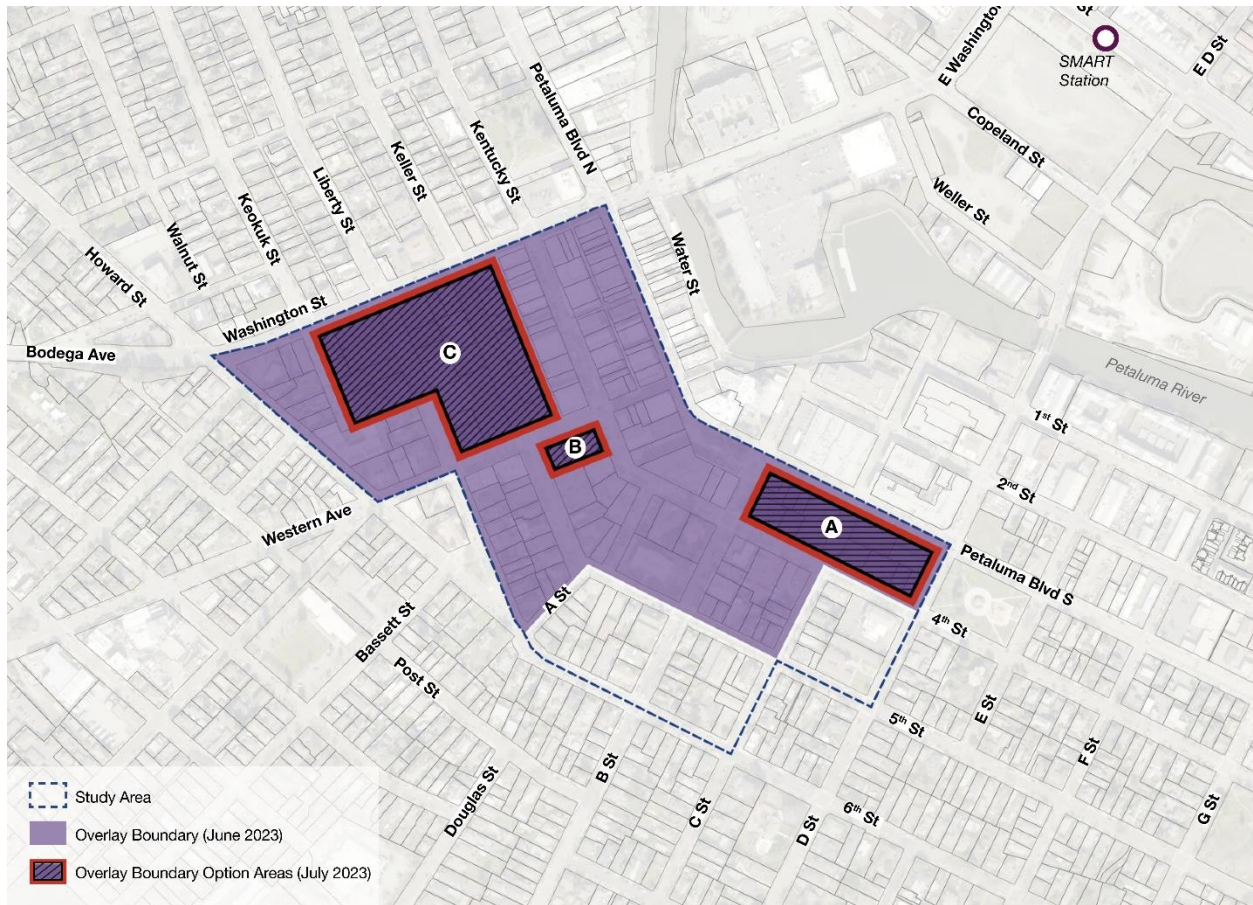 St
E Washington
SMART
Station
E D St
Petaluma Blvd N
Copeland St
Kentucky St
Keller St
Liberty St
Weller St
Keokuk St
Walnut St
Water St
Howard St
Washington St
Bodega Ave
C
Petaluma River
B
1st St
2nd St
A
Western Ave
Petaluma Blvd S
A St
4th St
Bassett St
Post St
E St
5th St
F St
B St
Douglas St
C St
6th St
G St
D St
Study Area
Overlay Boundary (June 2023)
Overlay Boundary Option Areas (July 2023)